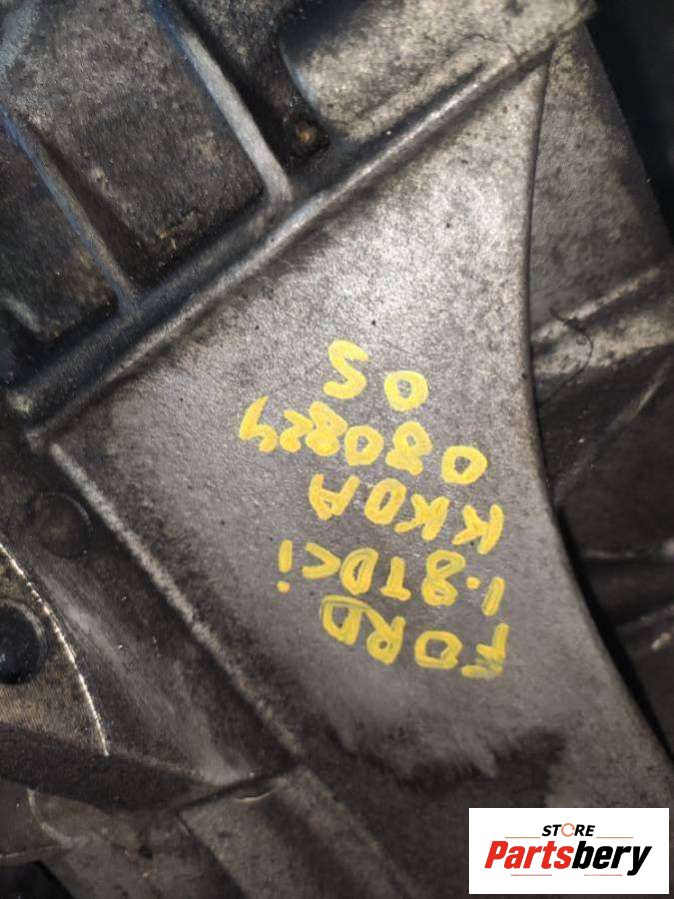 FORD
1.8TDCi
KKDA
080824
05
STORE
Partsbery